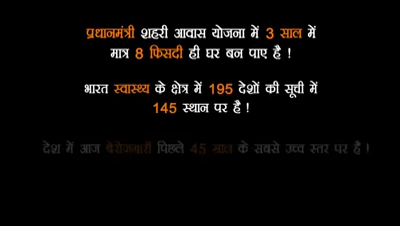 प्रधानमंत्री शहरी आवास योजना में 3 साल में
मात्र 8 फिसदी ही घर बन पाए है !
भारत स्वास्थ्य के क्षेत्र में 195 देशों की सूची में
145 स्थान पर है !
देश में आज बेरोजगारी पिछले 45 साल के सबसे उच्च स्तर पर है !